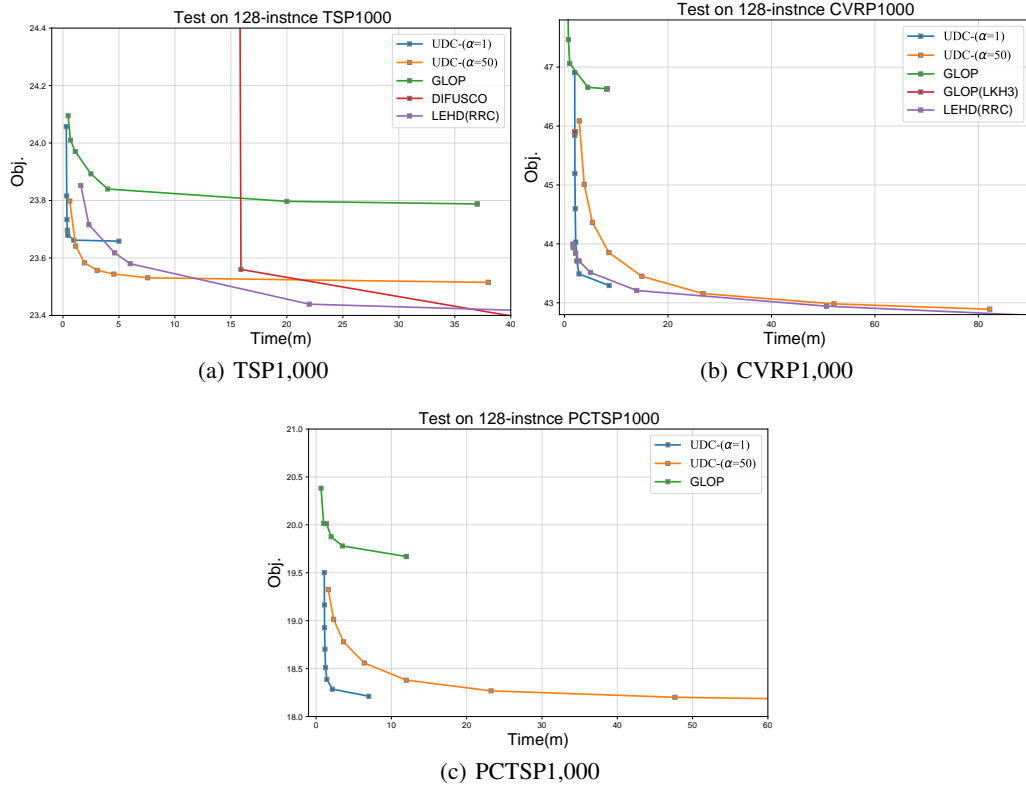 Test on 128-instnce TSP1000
24.4
24.2
24.0
23.8
23.6
23.4
Obj.
UDC-(α=1)
UDC-(α=50)
GLOP
DIFUSCO
LEHD(RRC)
0 5 10 15 20 25 30 35 40
Time(m)
(a) TSP1,000
Test on 128-instnce CVRP1000
47
46
45
44
43
Obj.
UDC-(α=1)
UDC-(α=50)
GLOP
GLOP(LKH3)
LEHD(RRC)
0 20 40 60 80
Time(m)
(b) CVRP1,000
Test on 128-instnce PCTSP1000
21.0
20.5
20.0
19.5
19.0
18.5
18.0
Obj.
UDC-(α=1)
UDC-(α=50)
GLOP
0 10 20 30 40 50 60
Time(m)
(c) PCTSP1,000